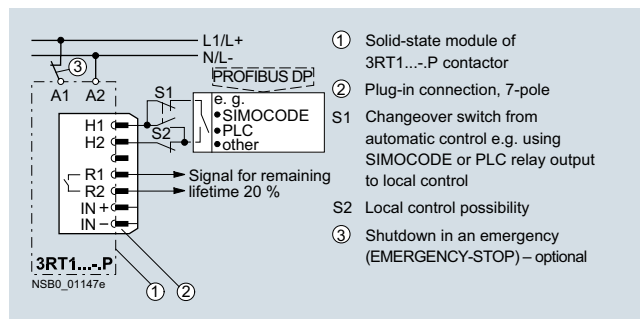 L1/L+
N/L-
③
PROFIBUS DP
A1 A2
S1
e. g.
●SIMOCODE
●PLC
●other
H1
H2
S2
R1
R2
Signal for remaining
lifetime 20 %
IN +
IN –
3RT1...-.P
NSB0_01147e
① ②
① Solid-state module of
3RT1...-.P contactor
② Plug-in connection, 7-pole
S1 Changeover switch from
automatic control e.g. using
SIMOCODE or PLC relay output
to local control
S2 Local control possibility
③ Shutdown in an emergency
(EMERGENCY-STOP) – optional